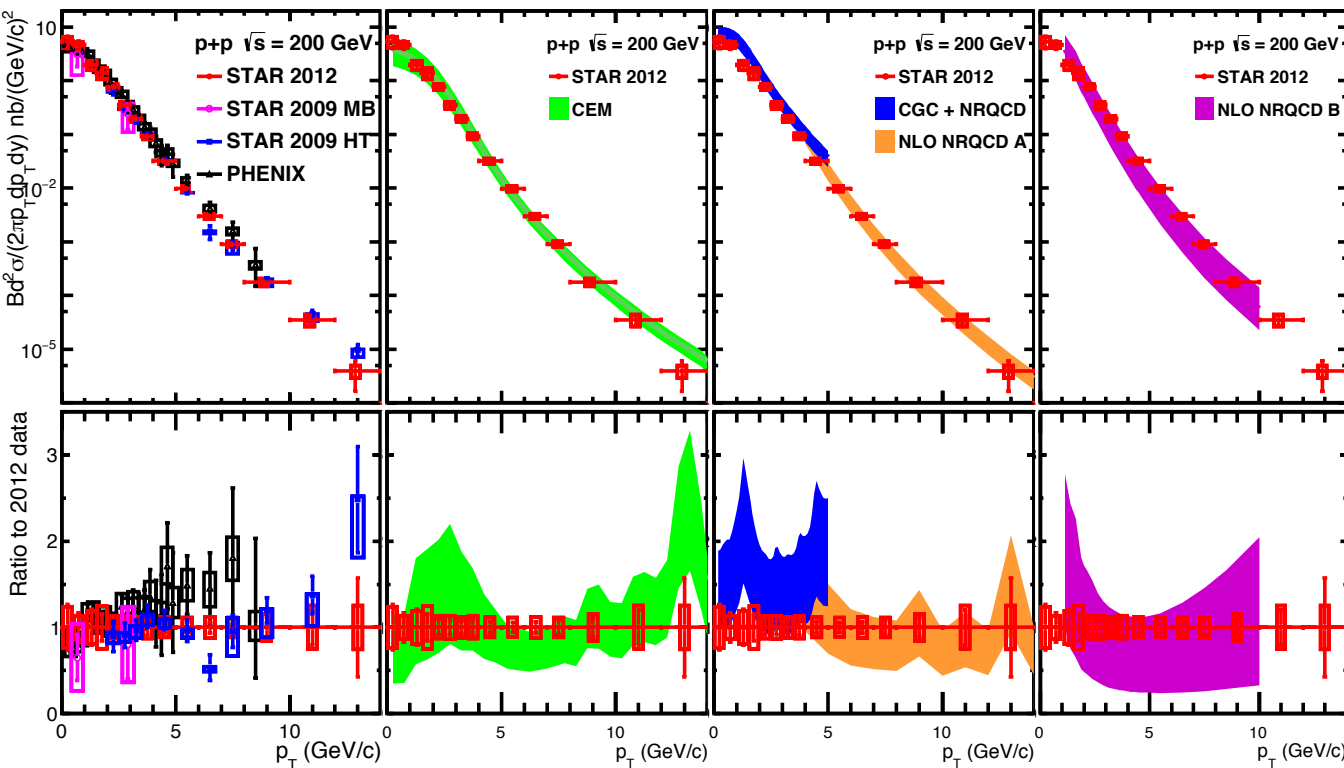 Bd²σ/(2πp_T dp_T dy) nb/(GeV/c)²
10
10⁻²
10⁻⁵
p+p √s = 200 GeV
STAR 2012
STAR 2009 MB
STAR 2009 HT
PHENIX
p+p √s = 200 GeV
STAR 2012
CEM
p+p √s = 200 GeV
STAR 2012
CGC + NRQCD
NLO NRQCD A
p+p √s = 200 GeV
STAR 2012
NLO NRQCD B
Ratio to 2012 data
3
2
1
0
0 5 10
p_T (GeV/c)
0 5 10
p_T (GeV/c)
0 5 10
p_T (GeV/c)
0 5 10
p_T (GeV/c)